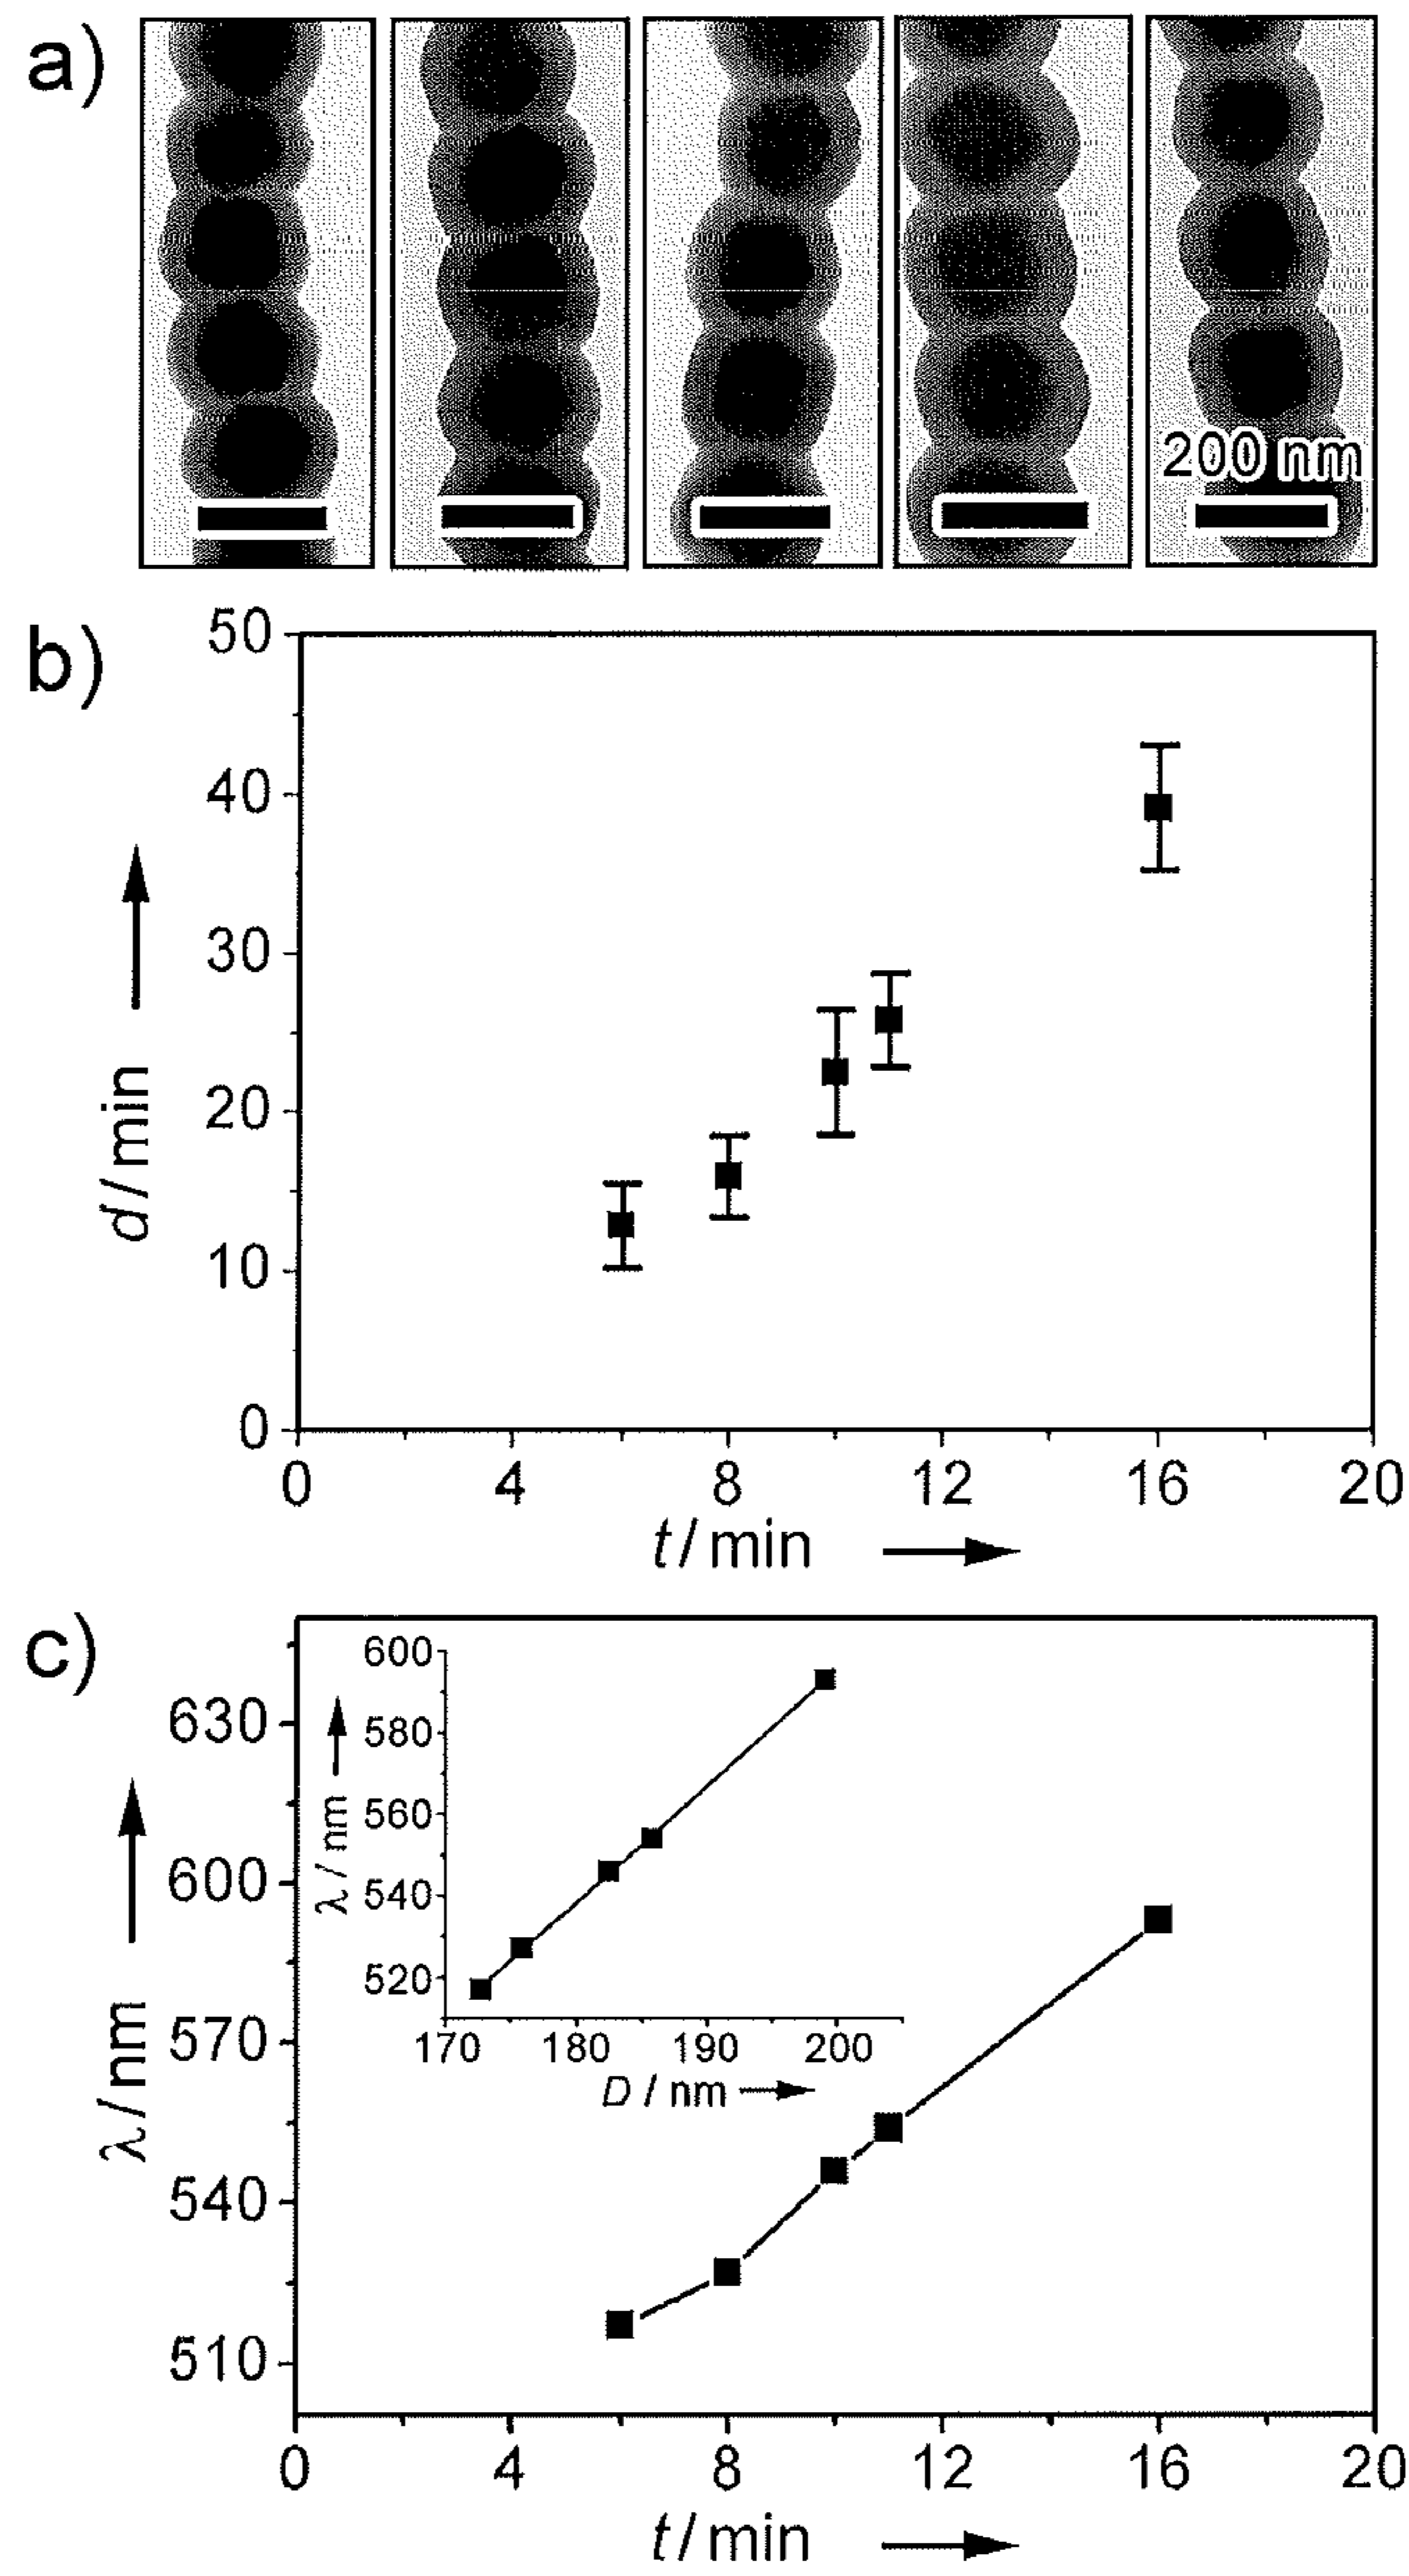 a)
200 nm
b)
50
40
30
20
10
0
d / min
0 4 8 12 16 20
t / min
c)
630
600
570
540
510
λ / nm
600
580
560
540
520
λ / nm
170 180 190 200
D / nm
0 4 8 12 16 20
t / min